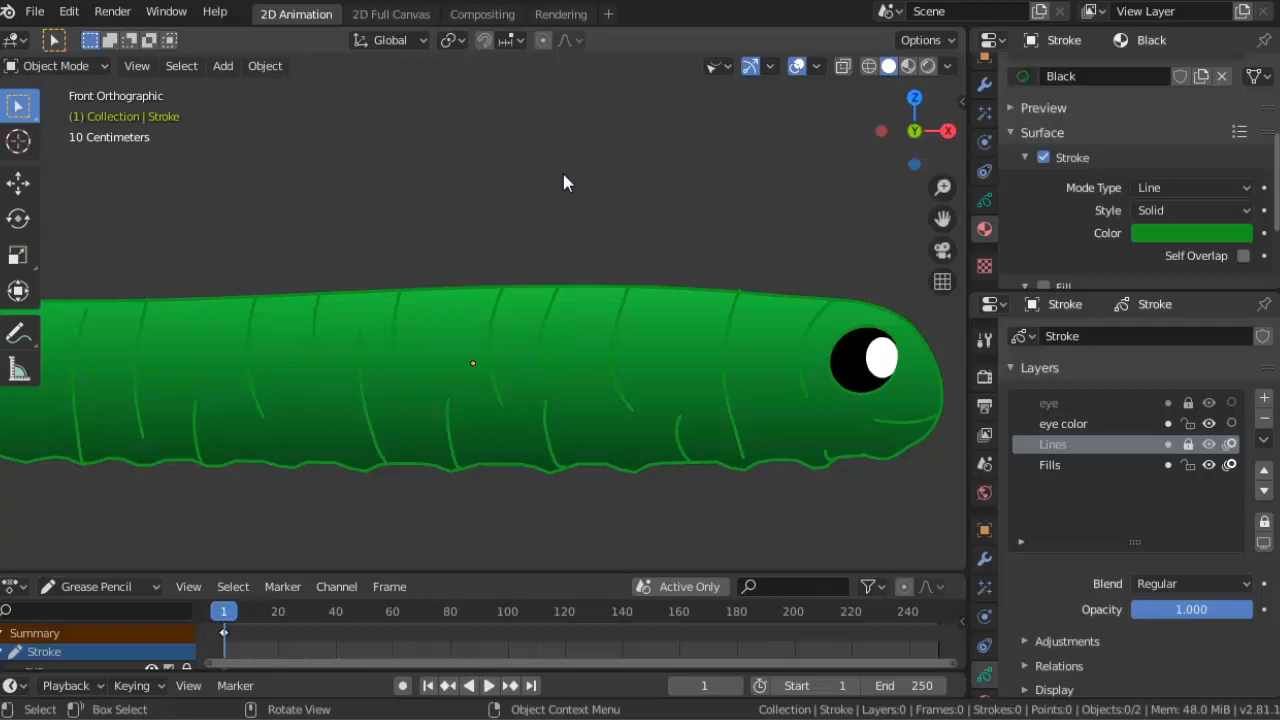 File Edit Render Window Help 2D Animation 2D Full Canvas Compositing Rendering + Scene View Layer
Global Options Stroke Black
Object Mode View Select Add Object
Black
Front Orthographic
(1) Collection | Stroke
10 Centimeters
Z
Y
X
Preview
Surface
Stroke
Mode Type Line
Style Solid
Color
Self Overlap
Fill
Stroke Stroke
Stroke
Layers
eye
eye color
Lines
Fills
Blend Regular
Opacity 1.000
Adjustments
Relations
Display
Grease Pencil View Select Marker Channel Frame Active Only
1 20 40 60 80 100 120 140 160 180 200 220 240
Summary
Stroke
Playback Keying View Marker 1 Start 1 End 250
Select Box Select Rotate View Object Context Menu Collection | Stroke | Layers:0 | Frames:0 | Strokes:0 | Points:0 | Objects:0/2 | Mem: 48.0 MiB | v2.81.1